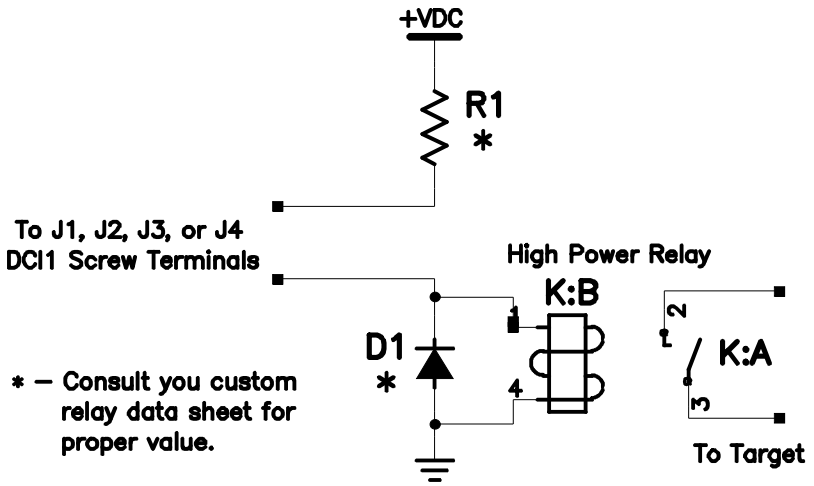 +VDC
R1
*
To J1, J2, J3, or J4
DCI1 Screw Terminals
High Power Relay
K:B
1
2
D1
*
K:A
4
3
* - Consult you custom
relay data sheet for
proper value.
To Target